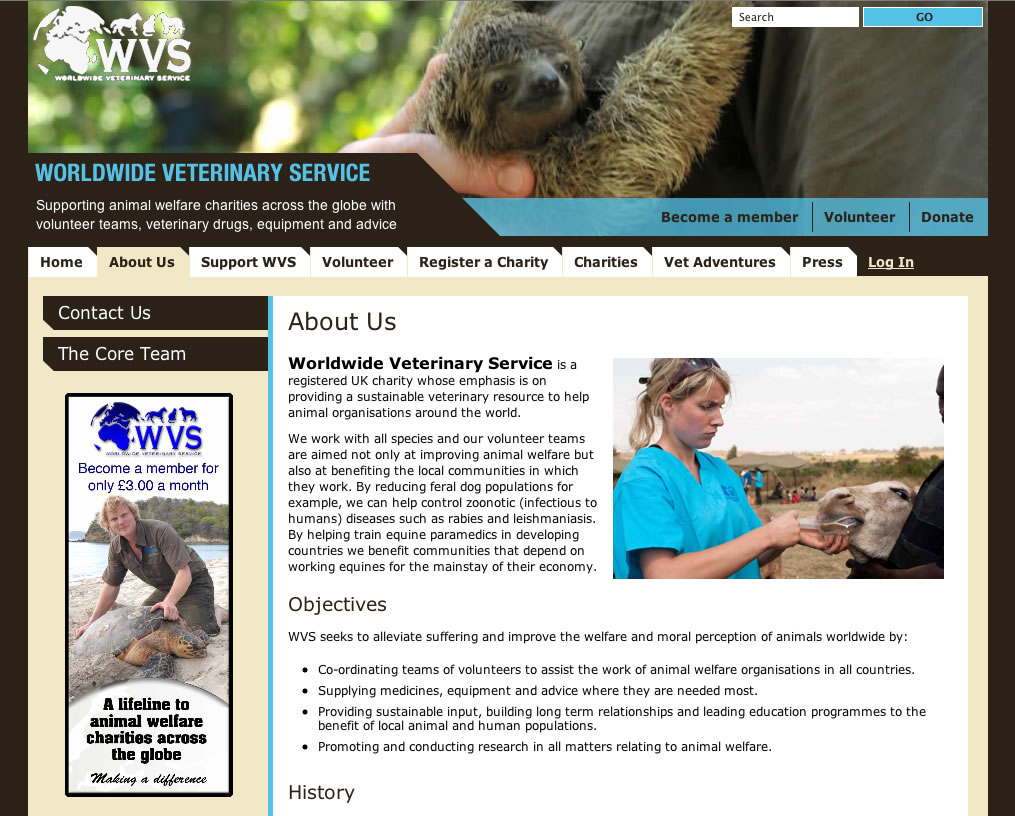 WVS
WORLDWIDE VETERINARY SERVICE
Search
GO
WORLDWIDE VETERINARY SERVICE
Supporting animal welfare charities across the globe with
volunteer teams, veterinary drugs, equipment and advice
Become a member
Volunteer
Donate
Home
About Us
Support WVS
Volunteer
Register a Charity
Charities
Vet Adventures
Press
Log In
Contact Us
The Core Team
WVS
WORLDWIDE VETERINARY SERVICE
Become a member for
only £3.00 a month
A lifeline to
animal welfare
charities across
the globe
Making a difference
About Us
Worldwide Veterinary Service is a
registered UK charity whose emphasis is on
providing a sustainable veterinary resource to help
animal organisations around the world.
We work with all species and our volunteer teams
are aimed not only at improving animal welfare but
also at benefiting the local communities in which
they work. By reducing feral dog populations for
example, we can help control zoonotic (infectious to
humans) diseases such as rabies and leishmaniasis.
By helping train equine paramedics in developing
countries we benefit communities that depend on
working equines for the mainstay of their economy.
Objectives
WVS seeks to alleviate suffering and improve the welfare and moral perception of animals worldwide by:
• Co-ordinating teams of volunteers to assist the work of animal welfare organisations in all countries.
• Supplying medicines, equipment and advice where they are needed most.
• Providing sustainable input, building long term relationships and leading education programmes to the
benefit of local animal and human populations.
• Promoting and conducting research in all matters relating to animal welfare.
History